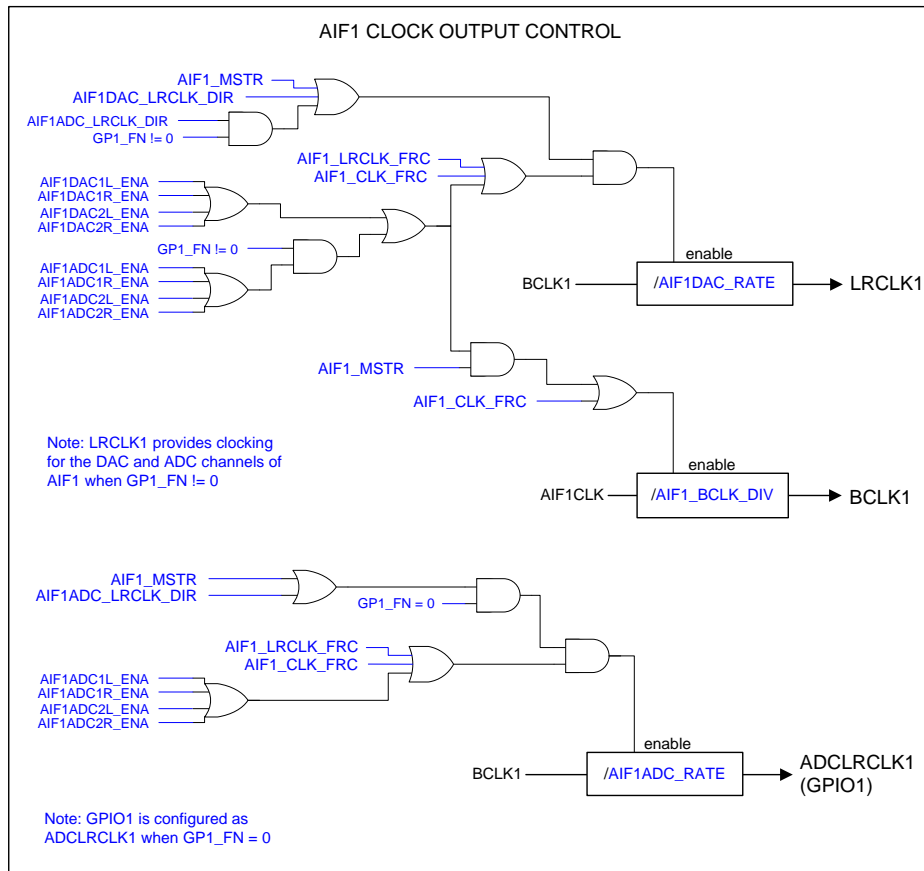 AIF1 CLOCK OUTPUT CONTROL
AIF1_MSTR
AIF1DAC_LRCLK_DIR
AIF1ADC_LRCLK_DIR
GP1_FN != 0
AIF1_LRCLK_FRC
AIF1_CLK_FRC
AIF1DAC1L_ENA
AIF1DAC1R_ENA
AIF1DAC2L_ENA
AIF1DAC2R_ENA
GP1_FN != 0
AIF1ADC1L_ENA
AIF1ADC1R_ENA
AIF1ADC2L_ENA
AIF1ADC2R_ENA
enable
BCLK1
/AIF1DAC_RATE
LRCLK1
AIF1_MSTR
AIF1_CLK_FRC
Note: LRCLK1 provides clocking
for the DAC and ADC channels of
AIF1 when GP1_FN != 0
enable
AIF1CLK
/AIF1_BCLK_DIV
BCLK1
AIF1_MSTR
AIF1ADC_LRCLK_DIR
GP1_FN = 0
AIF1_LRCLK_FRC
AIF1_CLK_FRC
AIF1ADC1L_ENA
AIF1ADC1R_ENA
AIF1ADC2L_ENA
AIF1ADC2R_ENA
enable
BCLK1
/AIF1ADC_RATE
ADCLRCLK1
(GPIO1)
Note: GPIO1 is configured as
ADCLRCLK1 when GP1_FN = 0